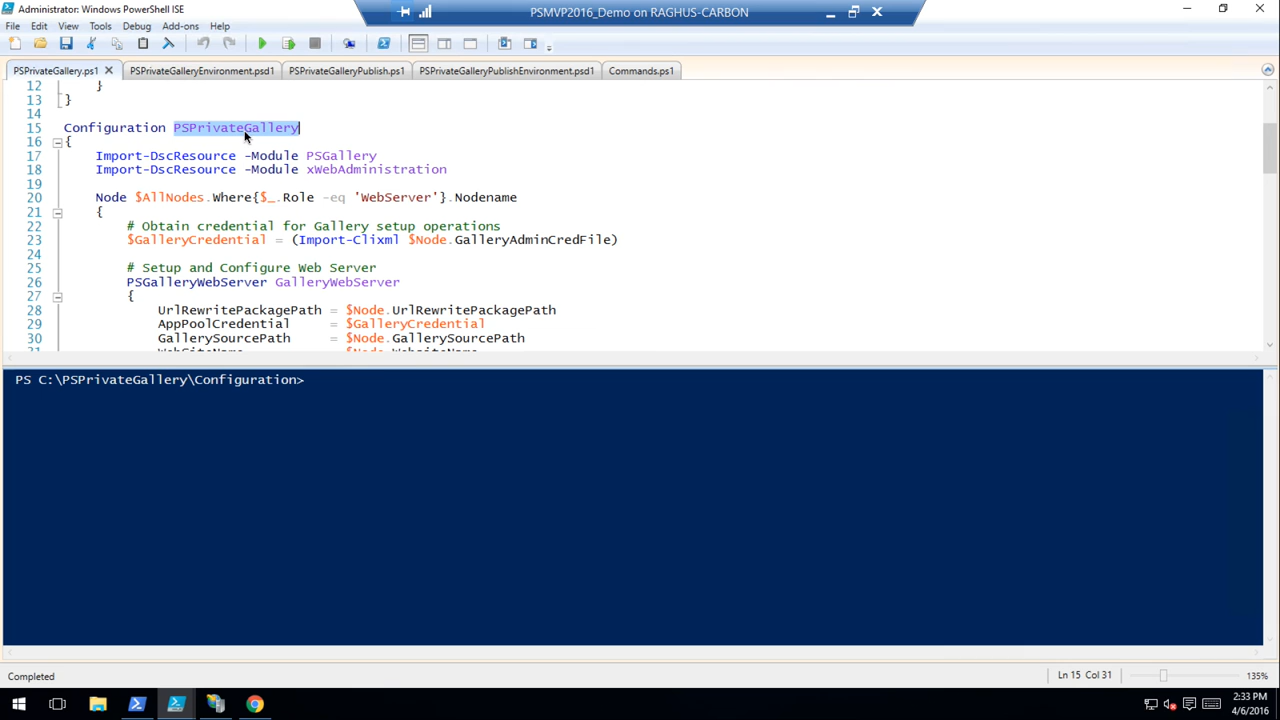 Administrator: Windows PowerShell ISE
PSMVP2016_Demo on RAGHUS-CARBON
File Edit View Tools Debug Add-ons Help
PSPrivateGallery.ps1 PSPrivateGalleryEnvironment.psd1 PSPrivateGalleryPublish.ps1 PSPrivateGalleryPublishEnvironment.psd1 Commands.ps1
12 }
13 }
14
15 Configuration PSPrivateGallery
16 {
17 Import-DscResource -Module PSGallery
18 Import-DscResource -Module xWebAdministration
19
20 Node $AllNodes.Where{$_.Role -eq 'WebServer'}.Nodename
21 {
22 # Obtain credential for Gallery setup operations
23 $GalleryCredential = (Import-Clixml $Node.GalleryAdminCredFile)
24
25 # Setup and Configure Web Server
26 PSGalleryWebServer GalleryWebServer
27 {
28 UrlRewritePackagePath = $Node.UrlRewritePackagePath
29 AppPoolCredential = $GalleryCredential
30 GallerySourcePath = $Node.GallerySourcePath
31 WebSiteName = $Node.WebsiteName
PS C:\PSPrivateGallery\Configuration>
Completed
Ln 15 Col 31
135%
2:33 PM
4/6/2016